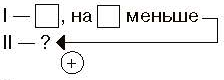 I — □, на □ меньше
II — ?
+